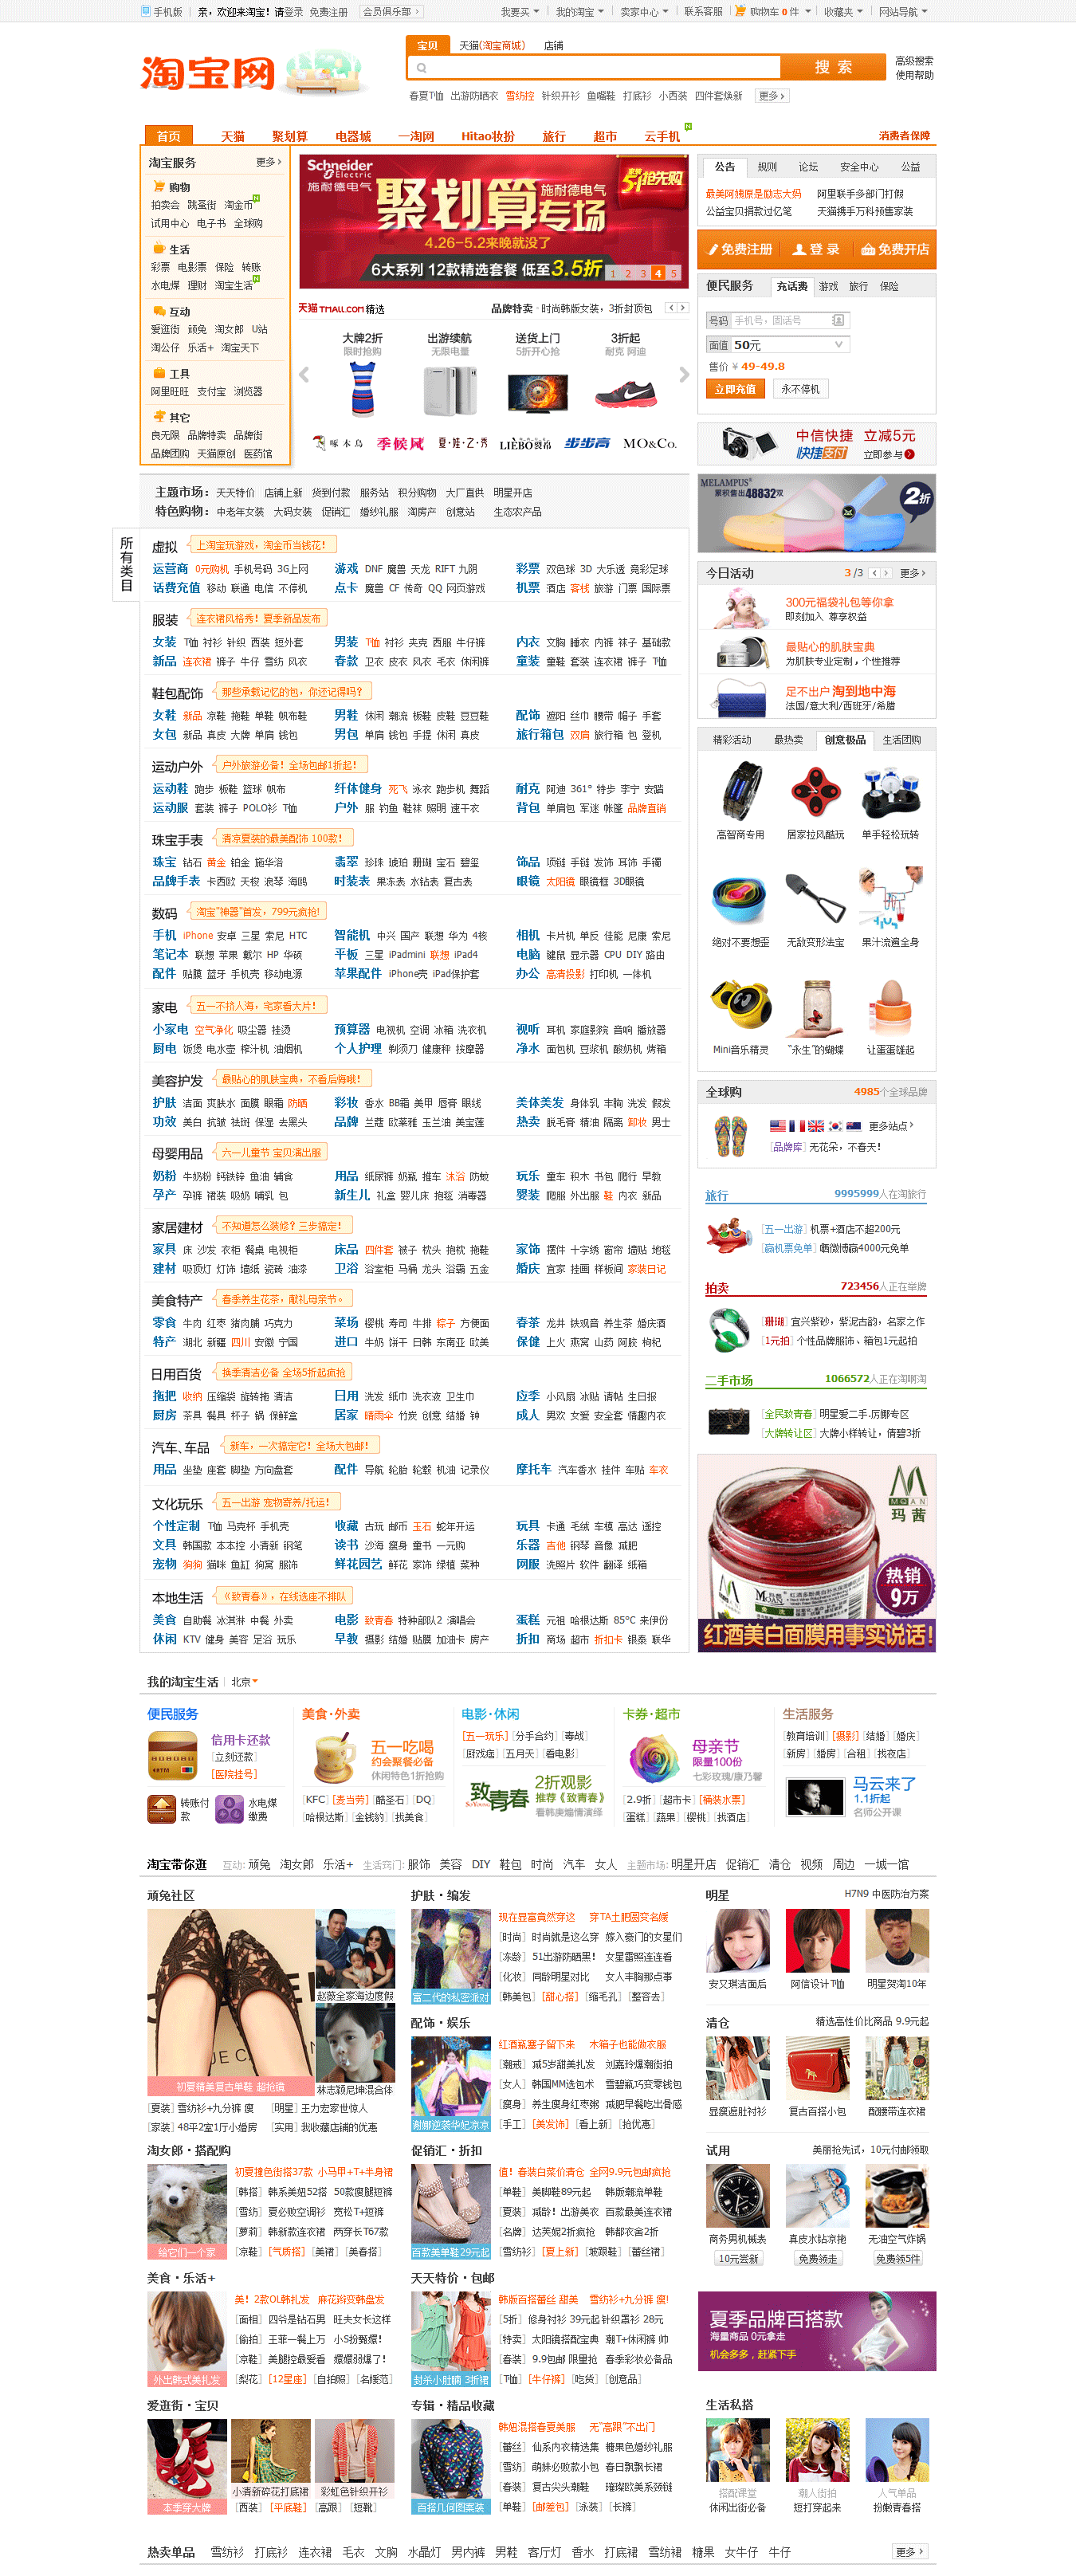 手机版 亲，欢迎来淘宝！请登录 免费注册 会员俱乐部 我要买 我的淘宝 卖家中心 联系客服 购物车 0 件 收藏夹 网站导航
淘宝网
宝贝 天猫(淘宝商城) 店铺
搜 索
高级搜索
使用帮助
春夏T恤 出游防晒衣 雪纺控 针织开衫 鱼嘴鞋 打底衫 小西装 四件套焕新 更多
首页 天猫 聚划算 电器城 一淘网 Hitao妆扮 旅行 超市 云手机 消费者保障
淘宝服务 更多
购物
拍卖会 跳蚤街 淘金币
试用中心 电子书 全球购
生活
彩票 电影票 保险 转账
水电煤 理财 淘宝生活
互动
爱逛街 顽兔 淘女郎 U站
淘公仔 乐活+ 淘宝天下
工具
阿里旺旺 支付宝 浏览器
其它
良无限 品牌特卖 品牌街
品牌团购 天猫原创 医药馆
Schneider Electric
施耐德电气
聚划算 施耐德电气 专场
4.26-5.2来晚就没了
6大系列 12款精选套餐 低至3.5折
1 2 3 4 5
天猫TMALL.COM 精选 品牌特卖 · 时尚韩版女装，3折封顶包
大牌2折 出游续航 送货上门 3折起
限时抢购 无限电量 5折开心抢 耐克 阿迪
啄木鸟 季候风 夏·娃·之·秀 LIEBO裂帛 步步高 MO&Co.
公告 规则 论坛 安全中心 公益
最美阿姨原是励志大妈 阿里联手多部门打假
公益宝贝捐款过亿笔 天猫携手万科预售家装
免费注册 登 录 免费开店
便民服务 充话费 游戏 旅行 保险
号码 手机号，固话号
面值 50元
售价 ¥ 49-49.8
立即充值 永不停机
中信快捷 立减5元
快捷支付 立即参与
MELAMPUS
累积售出48832双
2折
主题市场： 天天特价 店铺上新 货到付款 服务站 积分购物 大厂直供 明星开店
特色购物： 中老年女装 大码女装 促销汇 婚纱礼服 淘房产 创意站 生态农产品
所有类目
虚拟 上淘宝玩游戏，淘金币当钱花！
运营商 0元购机 手机号码 3G上网 游戏 DNF 魔兽 天龙 RIFT 九阴 彩票 双色球 3D 大乐透 竞彩足球
话费充值 移动 联通 电信 不停机 点卡 魔兽 CF 传奇 QQ 网页游戏 机票 酒店 客栈 旅游 门票 国际票
服装 连衣裙风格秀！夏季新品发布
女装 T恤 衬衫 针织 西装 短外套 男装 T恤 衬衫 夹克 西服 牛仔裤 内衣 文胸 睡衣 内裤 袜子 基础款
新品 连衣裙 裤子 牛仔 雪纺 风衣 春款 卫衣 皮衣 风衣 毛衣 休闲裤 童装 童鞋 套装 连衣裙 裤子 T恤
鞋包配饰 那些承载记忆的包，你还记得吗？
女鞋 新品 凉鞋 拖鞋 单鞋 帆布鞋 男鞋 休闲 潮流 板鞋 皮鞋 豆豆鞋 配饰 遮阳 丝巾 腰带 帽子 手套
女包 新品 真皮 大牌 单肩 钱包 男包 单肩 钱包 手提 休闲 真皮 旅行箱包 双肩 旅行箱 包 登机
运动户外 户外旅游必备！全场包邮1折起！
运动鞋 跑步 板鞋 篮球 帆布 纤体健身 死飞 泳衣 跑步机 舞蹈 耐克 阿迪 361° 特步 李宁 安踏
运动服 套装 裤子 POLO衫 T恤 户外 服 钓鱼 鞋袜 照明 速干衣 背包 单肩包 军迷 帐篷 品牌直销
珠宝手表 清凉夏装的最美配饰 100款！
珠宝 钻石 黄金 铂金 施华洛 翡翠 珍珠 琥珀 珊瑚 宝石 碧玺 饰品 项链 手链 发饰 耳饰 手镯
品牌手表 卡西欧 天梭 浪琴 海鸥 时装表 果冻表 水钻表 复古表 眼镜 太阳镜 眼镜框 3D眼镜
数码 淘宝"神器"首发，799元疯抢！
手机 iPhone 安卓 三星 索尼 HTC 智能机 中兴 国产 联想 华为 4核 相机 卡片机 单反 佳能 尼康 索尼
笔记本 联想 苹果 戴尔 HP 华硕 平板 三星 iPadmini 联想 iPad4 电脑 键鼠 显示器 CPU DIY 路由
配件 贴膜 蓝牙 手机壳 移动电源 苹果配件 iPhone壳 iPad保护套 办公 高清投影 打印机 一体机
家电 五一不挤人海，宅家看大片！
小家电 空气净化 吸尘器 挂烫 预算器 电视机 空调 冰箱 洗衣机 视听 耳机 家庭影院 音响 播放器
厨电 饭煲 电水壶 榨汁机 油烟机 个人护理 剃须刀 健康秤 按摩器 净水 面包机 豆浆机 酸奶机 烤箱
美容护发 最贴心的肌肤宝典，不看后悔哦！
护肤 洁面 爽肤水 面膜 眼霜 防晒 彩妆 香水 BB霜 美甲 唇膏 眼线 美体美发 身体乳 丰胸 洗发 假发
功效 美白 抗皱 祛斑 保湿 去黑头 品牌 兰蔻 欧莱雅 玉兰油 美宝莲 热卖 脱毛膏 精油 隔离 卸妆 男士
母婴用品 六一儿童节 宝贝演出服
奶粉 牛奶粉 钙铁锌 鱼油 辅食 用品 纸尿裤 奶瓶 推车 沐浴 防蚊 玩乐 童车 积木 书包 爬行 早教
孕产 孕裤 裙装 吸奶 哺乳 包 新生儿 礼盒 婴儿床 抱毯 消毒器 婴装 爬服 外出服 鞋 内衣 新品
家居建材 不知道怎么装修？三步搞定！
家具 床 沙发 衣柜 餐桌 电视柜 床品 四件套 被子 枕头 抱枕 拖鞋 家饰 摆件 十字绣 窗帘 墙贴 地毯
建材 吸顶灯 灯饰 墙纸 瓷砖 油漆 卫浴 浴室柜 马桶 龙头 浴霸 五金 婚庆 宜家 挂画 样板间 家装日记
美食特产 春季养生花茶，献礼母亲节。
零食 牛肉 红枣 猪肉脯 巧克力 菜场 樱桃 寿司 牛排 粽子 方便面 春茶 龙井 铁观音 养生茶 婚庆酒
特产 湖北 新疆 四川 安徽 宁国 进口 牛奶 饼干 日韩 东南亚 欧美 保健 上火 燕窝 山药 阿胶 枸杞
日用百货 换季清洁必备 全场5折起疯抢
拖把 收纳 压缩袋 旋转拖 清洁 日用 洗发 纸巾 洗衣液 卫生巾 应季 小风扇 冰贴 请帖 生日报
厨房 茶具 餐具 杯子 锅 保鲜盒 居家 晴雨伞 竹炭 创意 结婚 钟 成人 男欢 女爱 安全套 情趣内衣
汽车、车品 新车，一次搞定它！全场大包邮！
用品 坐垫 座套 脚垫 方向盘套 配件 导航 轮胎 轮毂 机油 记录仪 摩托车 汽车香水 挂件 车贴 车衣
文化玩乐 五一出游 宠物寄养/托运！
个性定制 T恤 马克杯 手机壳 收藏 古玩 邮币 玉石 蛇年开运 玩具 卡通 毛绒 车模 高达 遥控
文具 韩国款 本本控 小清新 钢笔 读书 沙海 瘦身 童书 一元购 乐器 吉他 钢琴 音像 减肥
宠物 狗狗 猫咪 鱼缸 狗窝 服饰 鲜花园艺 鲜花 家饰 绿植 菜种 网服 洗照片 软件 翻译 纸箱
本地生活 《致青春》，在线选座不排队
美食 自助餐 冰淇淋 中餐 外卖 电影 致青春 特种部队2 演唱会 蛋糕 元祖 哈根达斯 85°C 来伊份
休闲 KTV 健身 美容 足浴 玩乐 早教 摄影 结婚 贴膜 加油卡 房产 折扣 商场 超市 折扣卡 银泰 联华
今日活动 3 /3 更多
300元福袋礼包等你拿
即刻加入 尊享权益
最贴心的肌肤宝典
为肌肤专业定制，个性推荐
足不出户 淘到地中海
法国/意大利/西班牙/希腊
精彩活动 最热卖 创意极品 生活团购
高智商专用 居家拉风酷玩 单手轻松玩转
绝对不要想歪 无敌变形法宝 果汁流遍全身
Mini音乐精灵 "永生"的蝴蝶 让蛋蛋雄起
全球购 4985个全球品牌
更多站点
[品牌库] 无花朵，不春天！
旅行 9995999人在淘旅行
[五一出游] 机票+酒店不超200元
[赢机票免单] 晒微博赢4000元免单
拍卖 723456人正在举牌
[珊瑚] 宜兴紫砂，紫泥古韵，名家之作
[1元拍] 个性品牌服饰、箱包1元起拍
二手市场 1066572人正在淘啊淘
[全民致青春] 明星爱二手.厉娜专区
[大牌转让区] 大牌小样转让，倩碧3折
MQAN 玛茜
热销9万
红酒美白面膜用事实说话！
我的淘宝生活 北京
便民服务 美食·外卖 电影·休闲 卡券·超市 生活服务
信用卡还款
[立刻还款]
[医院挂号]
转账付款 水电煤缴费
五一吃喝
约会聚餐必备
休闲特色1折抢购
[KFC] [麦当劳] [酷圣石] [DQ]
[哈根达斯] [金钱豹] [找美食]
[五一玩乐] [分手合约] [毒战]
[厨戏痞] [五月天] [看电影]
致青春 2折观影
推荐《致青春》
看韩庚煽情演绎
母亲节
限量100份
七彩玫瑰/康乃馨
[2.9折] [超市卡] [桶装水票]
[蛋糕] [蔬果] [樱桃] [找酒店]
[教育培训] [摄影] [结婚] [婚庆]
[新房] [婚房] [合租] [找夜店]
马云来了
1.1折起
名师公开课
淘宝带你逛 互动: 顽兔 淘女郎 乐活+ 生活窍门: 服饰 美容 DIY 鞋包 时尚 汽车 女人 主题市场: 明星开店 促销汇 清仓 视频 周边 一城一馆
顽兔社区
赵薇全家海边度假
初夏精美复古单鞋 超抢镜
林志颖尼坤混合体
[夏装] 雪纺衫+九分裤 瘦 [明星] 王力宏家世惊人
[家装] 48平2室1厅小婚房 [实用] 我收藏店铺的优惠
护肤·编发
富二代的私密派对
现在显富竟然穿这 穿TA土肥圆变名媛
[时尚] 时尚就是这么穿 嫁入豪门的女星们
[冻龄] 51出游防晒黑！ 女星雷照连连看
[化妆] 同龄明星对比 女人丰胸那点事
[韩美包] [甜心搭] [缩毛孔] [整容去]
明星 H7N9 中医防治方案
安又琪洁面后 阿信设计T恤 明星贺淘10年
配饰·娱乐
谢娜逆袭华妃凉凉
红酒瓶塞子留下来 木箱子也能做衣服
[潮戒] 减5岁甜美扎发 刘嘉玲爆潮街拍
[女人] 韩国MM选包术 雪碧瓶巧变零钱包
[瘦身] 养生瘦身红枣粥 减肥早餐吃出骨感
[手工] [美发饰] [看上新] [抢优惠]
清仓 精选高性价比商品 9.9元起
显瘦遮肚衬衫 复古百搭小包 配腰带连衣裙
淘女郎·搭配购
给它们一个家
初夏撞色街搭37款 小马甲+T+半身裙
[韩搭] 韩系美妞52搭 50款瘦腿短裤
[雪纺] 夏必败空调衫 宽松T+短裤
[萝莉] 韩新款连衣裙 两穿长T67款
[凉鞋] [气质搭] [美裙] [美春搭]
促销汇·折扣
百款美单鞋29元起
值！春装白菜价清仓 全网9.9元包邮疯抢
[单鞋] 美脚鞋89元起 韩版潮流单鞋
[夏装] 减龄！出游美衣 百款最美连衣裙
[名牌] 达芙妮2折疯抢 韩都衣舍2折
[雪纺衫] [夏上新] [坡跟鞋] [蕾丝裙]
试用 美丽抢先试，10元付邮领取
商务男机械表 真皮水钻凉拖 无油空气炸锅
10元尝新 免费领走 免费领5件
美食·乐活+
外出韩式美扎发
美！2款OL韩扎发 麻花辫变韩盘发
[面相] 四爷是钻石男 旺夫女长这样
[偷拍] 王菲一餐上万 小S扮甄嬛！
[凉鞋] 美腿控最爱看 嬛嬛弱爆了！
[梨花] [12星座] [自拍照] [名媛范]
天天特价·包邮
封杀小肚腩 3折裙
韩版百搭蕾丝 甜美 雪纺衫+九分裤 瘦!
[5折] 修身衬衫 39元起 针织罩衫 28元
[特卖] 太阳镜搭配宝典 潮T+休闲裤 帅
[春装] 9.9包邮 限量抢 春季彩妆必备品
[T恤] [牛仔裤] [吃货] [创意品]
夏季品牌百搭款
海量商品 0元拿走
机会多多，赶紧下手
爱逛街·宝贝
本季穿大牌
小清新碎花打底裙 彩虹色针织开衫
[西装] [平底鞋] [高跟] [短靴]
专辑·精品收藏
百搭几何图案装
韩妞混搭春夏美服 无"高跟"不出门
[蕾丝] 仙系内衣精选集 糖果色婚纱礼服
[雪纺] 萌妹必败款小包 春日飘飘长裙
[春装] 复古尖头潮鞋 璀璨欧美系颈链
[单鞋] [邮差包] [泳装] [长裤]
生活私搭
搭配课堂 潮人街拍 人气单品
休闲出街必备 短打穿起来 扮嫩青春搭
热卖单品 雪纺衫 打底衫 连衣裙 毛衣 文胸 水晶灯 男内裤 男鞋 客厅灯 香水 打底裙 雪纺裙 糖果 女牛仔 牛仔 更多